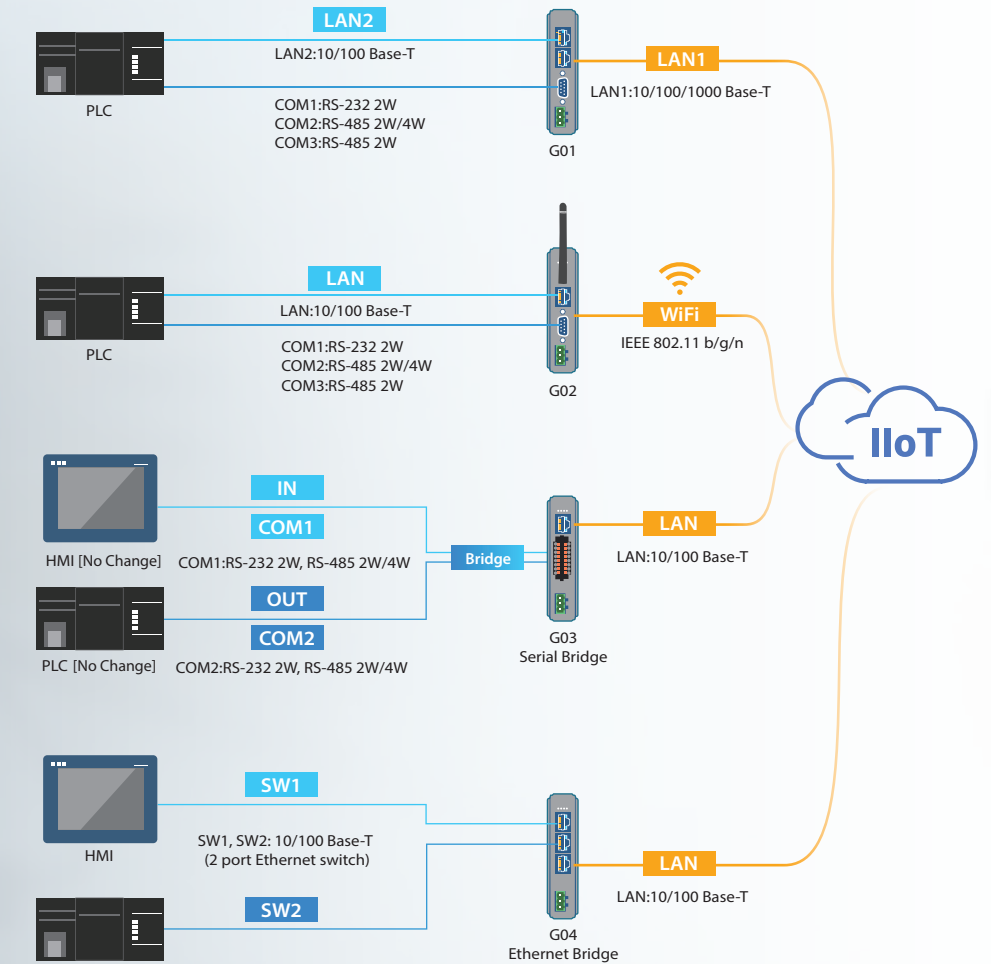 LAN2
LAN2:10/100 Base-T
LAN1
LAN1:10/100/1000 Base-T
PLC
COM1:RS-232 2W
COM2:RS-485 2W/4W
COM3:RS-485 2W
G01
LAN
LAN:10/100 Base-T
WiFi
IEEE 802.11 b/g/n
PLC
COM1:RS-232 2W
COM2:RS-485 2W/4W
COM3:RS-485 2W
G02
IIoT
IN
COM1
HMI [No Change]
COM1:RS-232 2W, RS-485 2W/4W
Bridge
LAN
LAN:10/100 Base-T
OUT
COM2
PLC [No Change]
COM2:RS-232 2W, RS-485 2W/4W
G03
Serial Bridge
SW1
HMI
SW1, SW2: 10/100 Base-T
(2 port Ethernet switch)
LAN
LAN:10/100 Base-T
SW2
G04
Ethernet Bridge